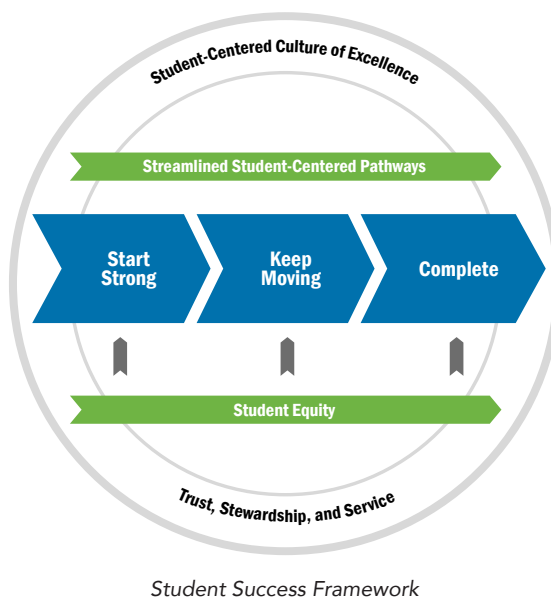 Student-Centered Culture of Excellence
Streamlined Student-Centered Pathways
Start
Strong
Keep
Moving
Complete
Student Equity
Trust, Stewardship, and Service
Student Success Framework